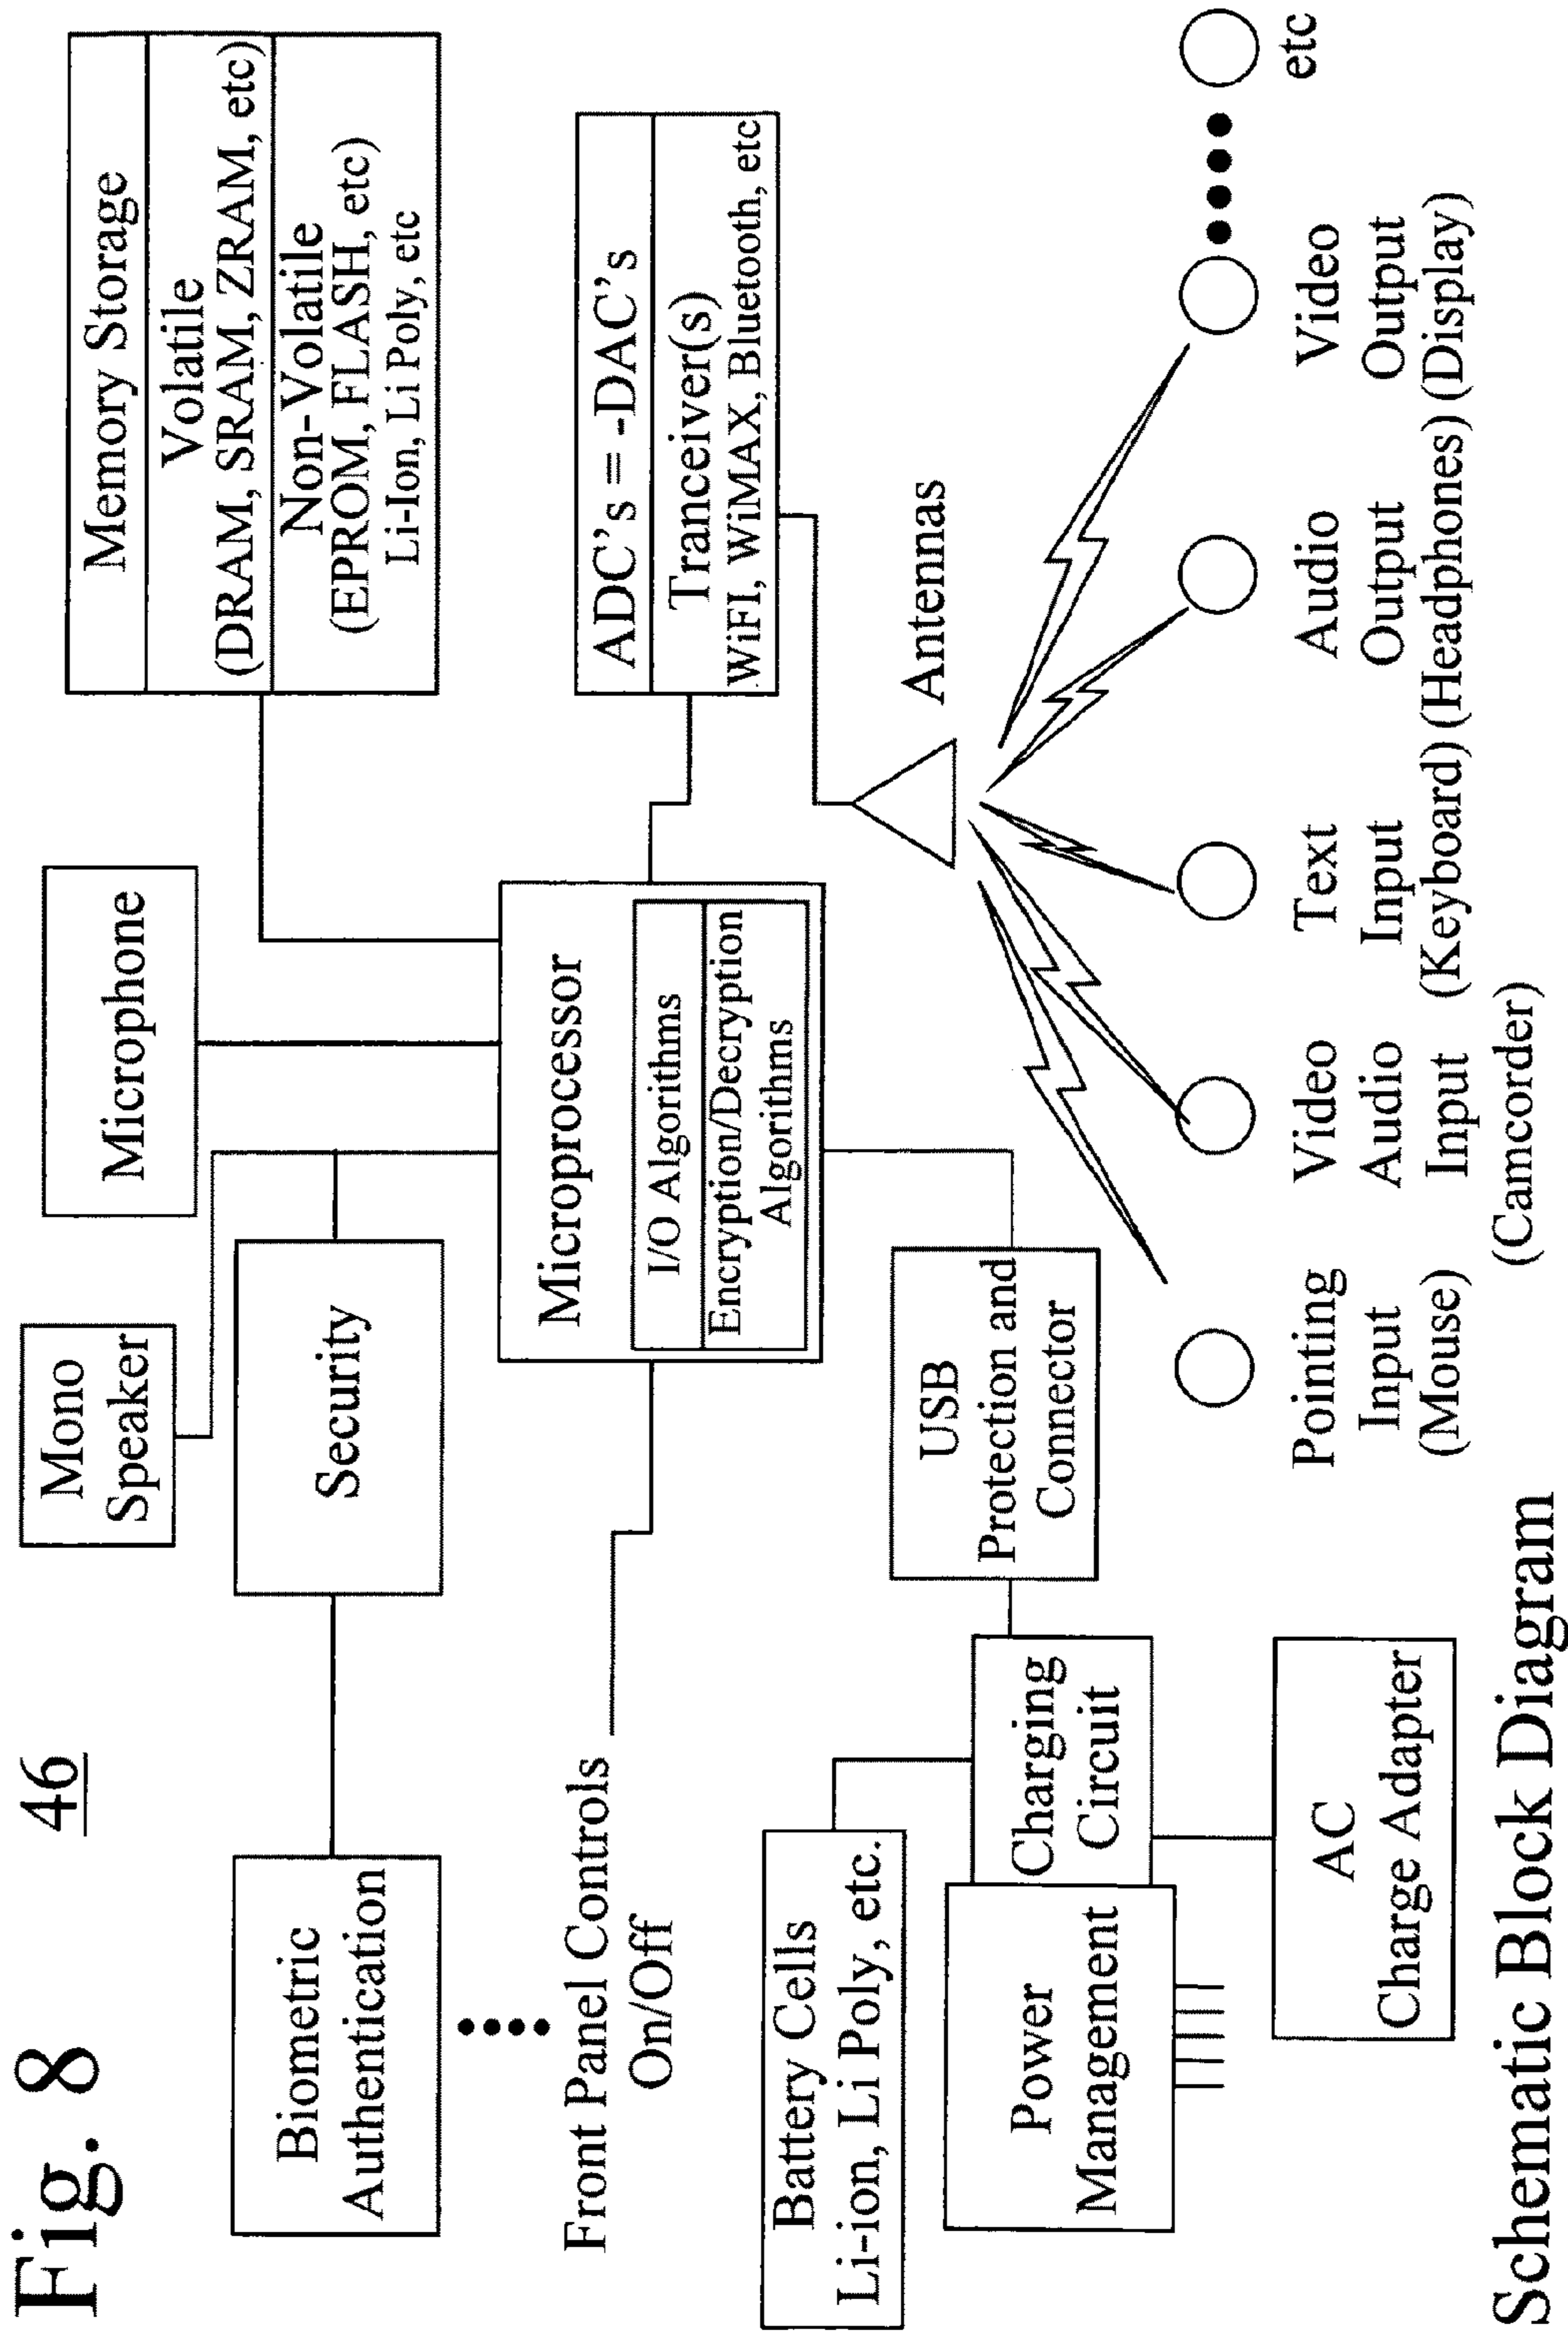 Fig. 8
46
Mono
Speaker
Microphone
Memory Storage
Volatile
(DRAM, SRAM, ZRAM, etc)
Non-Volatile
(EPROM, FLASH, etc)
Li-Ion, Li Poly, etc
Biometric
Authentication
Security
Front Panel Controls
On/Off
Microprocessor
I/O Algorithms
Encryption/Decryption
Algorithms
ADC's = -DAC's
Tranceiver(s)
WiFI, WiMAX, Bluetooth, etc
Battery Cells
Li-ion, Li Poly, etc.
Power
Management
Charging
Circuit
USB
Protection and
Connector
Antennas
AC
Charge Adapter
Pointing
Input
(Mouse)
Video
Audio
Input
(Camcorder)
Text
Input
(Keyboard)
Audio
Output
(Headphones)
Video
Output
(Display)
etc
Schematic Block Diagram